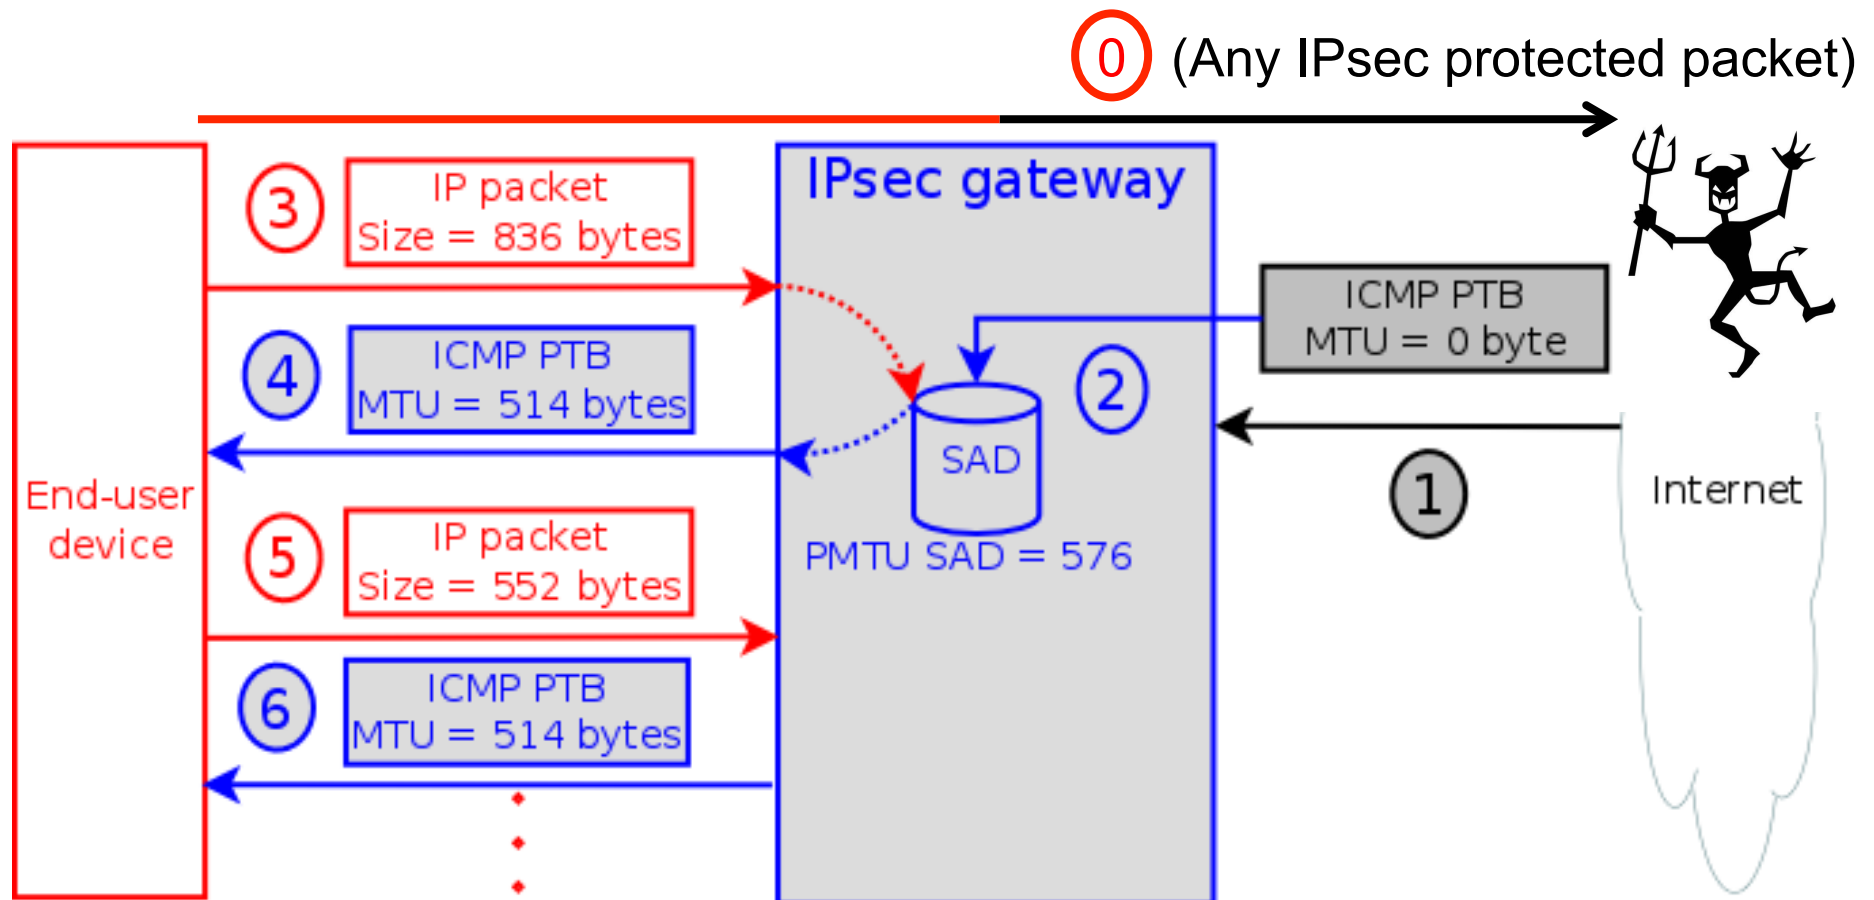 0 (Any IPsec protected packet)
IPsec gateway
3
IP packet
Size = 836 bytes
4
ICMP PTB
MTU = 514 bytes
2
ICMP PTB
MTU = 0 byte
SAD
PMTU SAD = 576
1
Internet
End-user
device
5
IP packet
Size = 552 bytes
6
ICMP PTB
MTU = 514 bytes